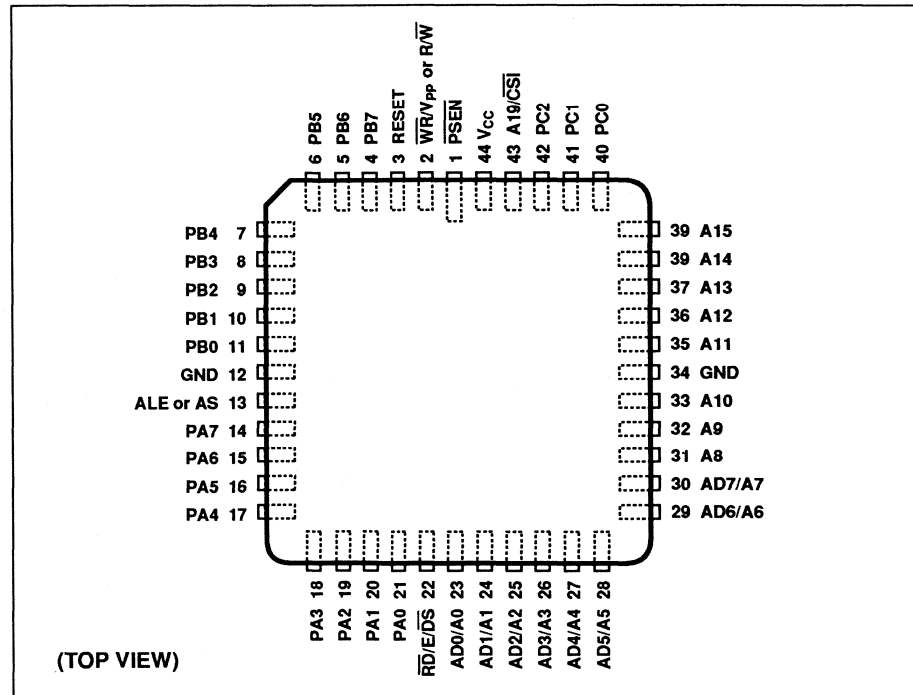 6 PB5
5 PB6
4 PB7
3 RESET
2 W̅R̅/VPP or R/W̅
1 P̅S̅E̅N̅
44 VCC
43 A19/C̅S̅I̅
42 PC2
41 PC1
40 PC0
PB4 7
PB3 8
PB2 9
PB1 10
PB0 11
GND 12
ALE or AS 13
PA7 14
PA6 15
PA5 16
PA4 17
39 A15
39 A14
37 A13
36 A12
35 A11
34 GND
33 A10
32 A9
31 A8
30 AD7/A7
29 AD6/A6
PA3 18
PA2 19
PA1 20
PA0 21
R̅D̅/E/D̅S̅ 22
AD0/A0 23
AD1/A1 24
AD2/A2 25
AD3/A3 26
AD4/A4 27
AD5/A5 28
(TOP VIEW)